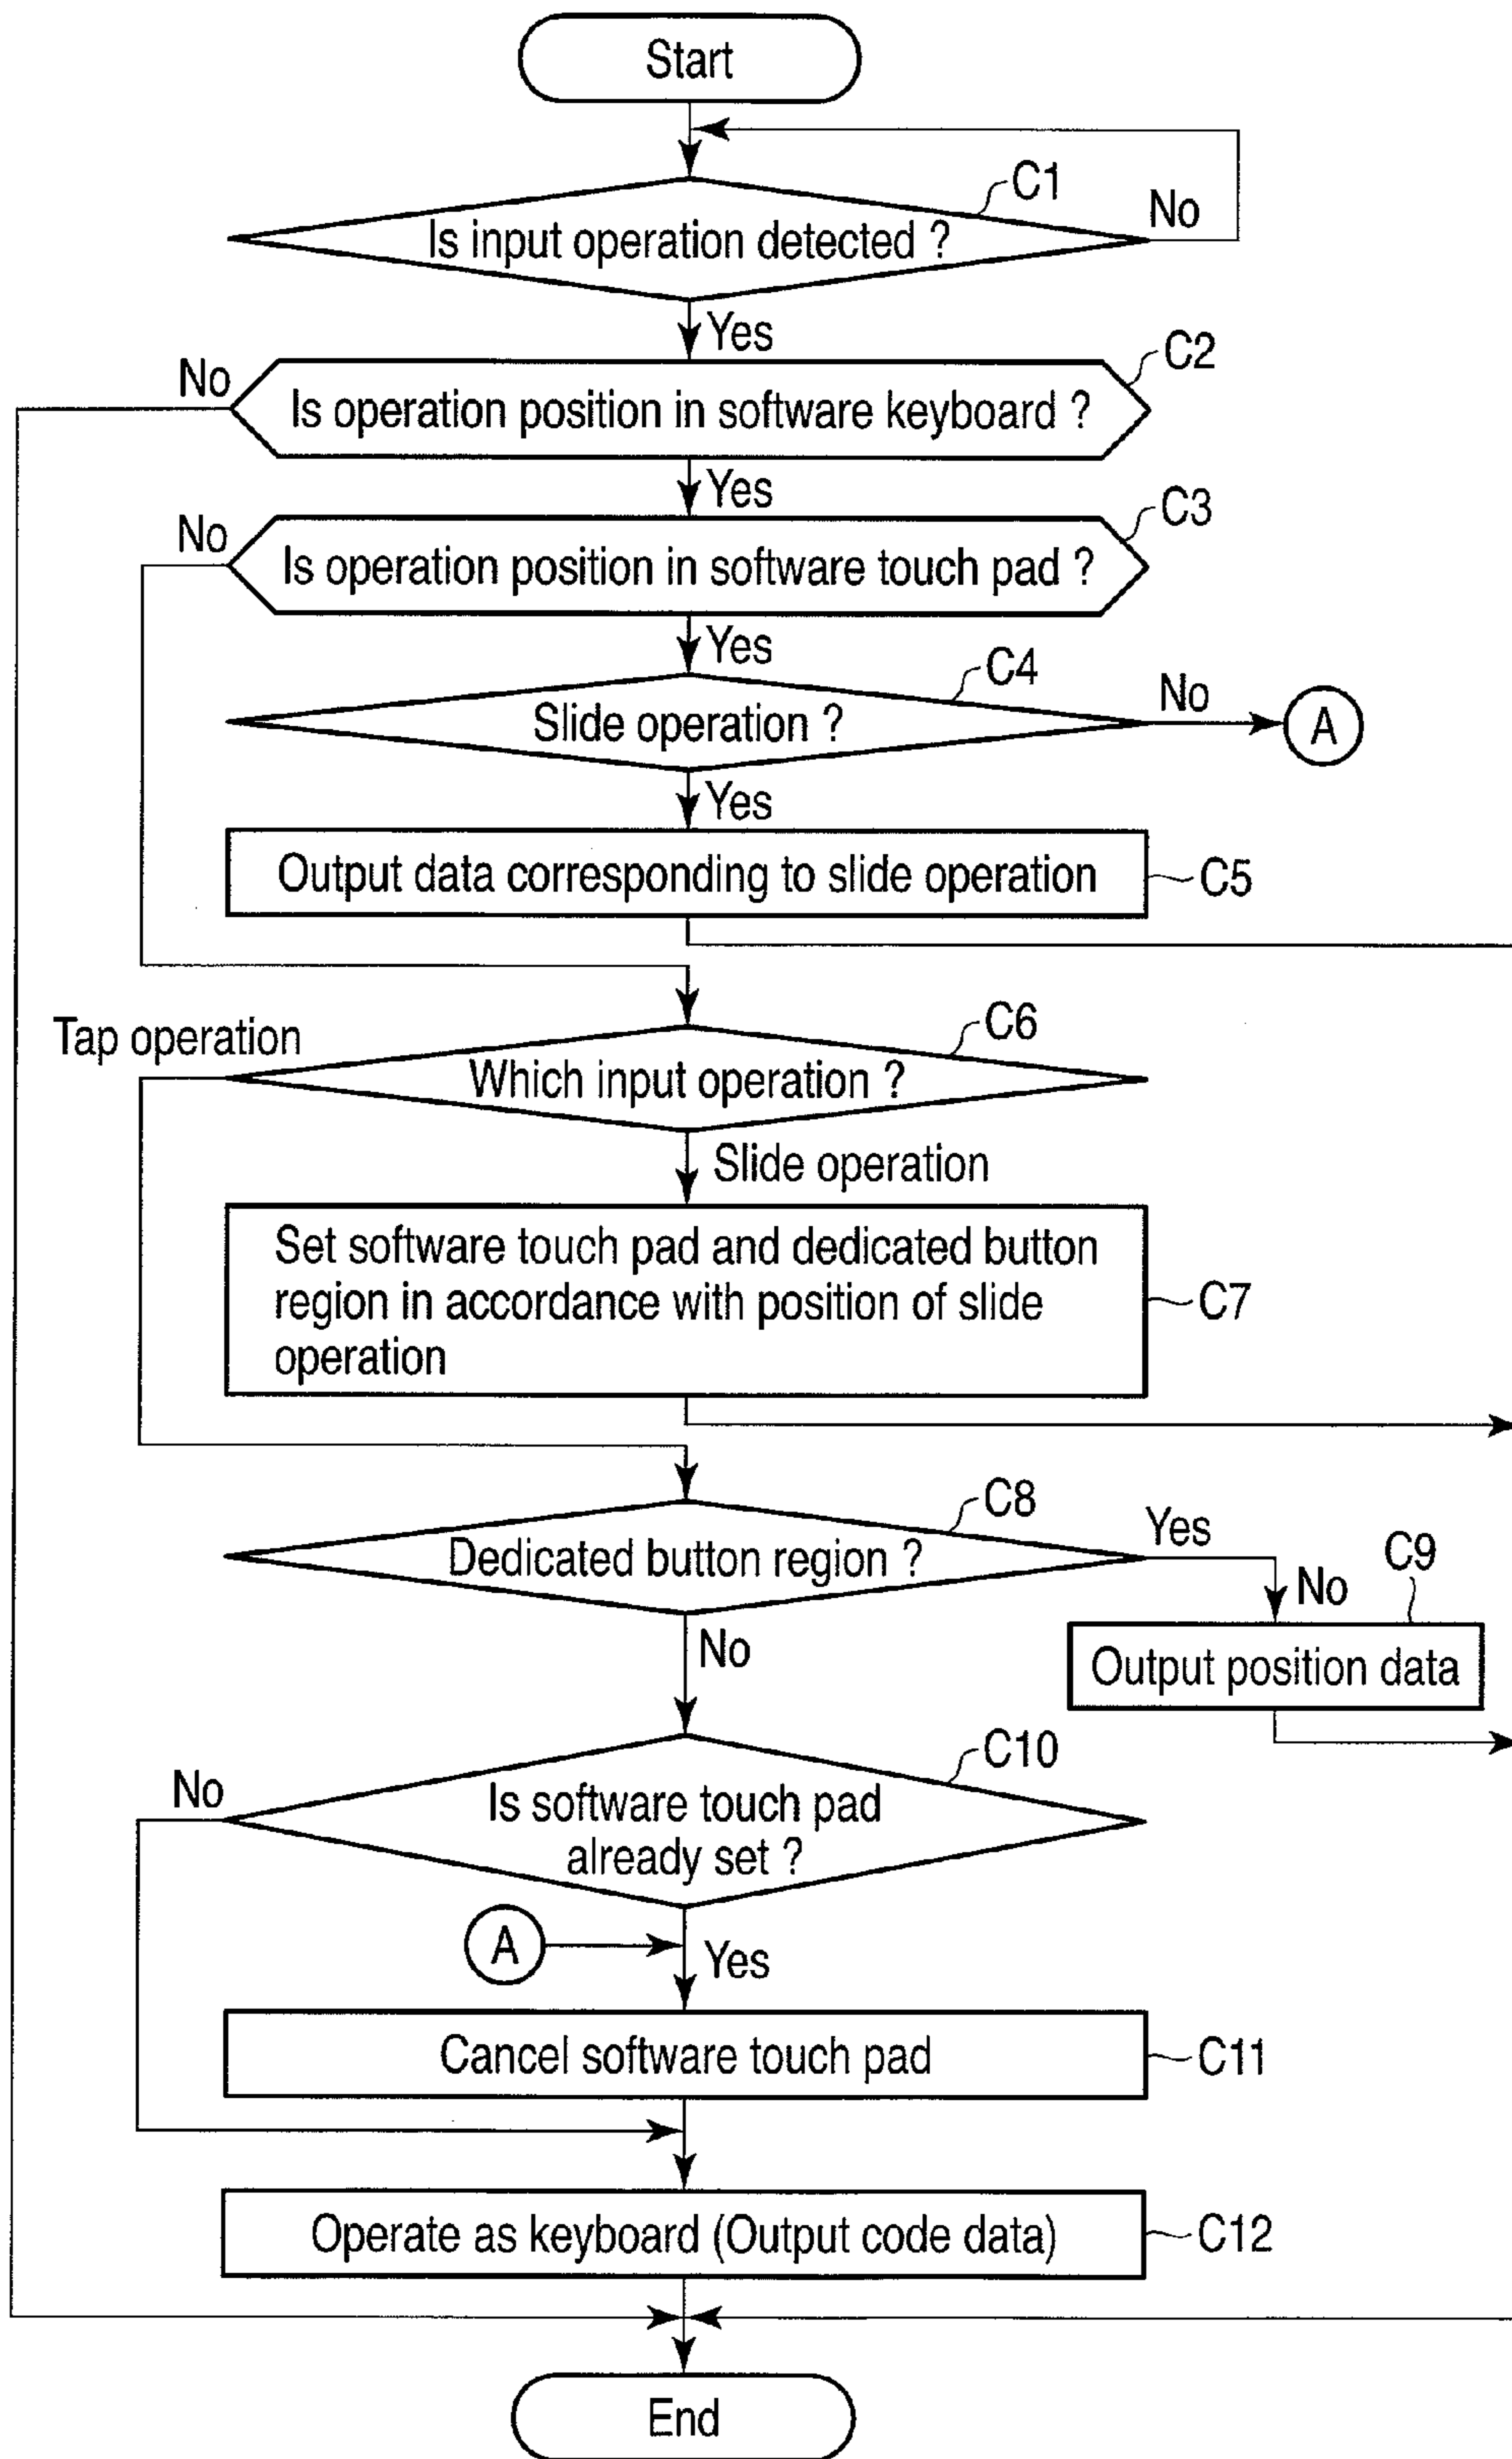 Start
C1
Is input operation detected ?
No
Yes
C2
No
Is operation position in software keyboard ?
Yes
C3
No
Is operation position in software touch pad ?
Yes
C4
No
Slide operation ?
A
Yes
Output data corresponding to slide operation
C5
C6
Tap operation
Which input operation ?
Slide operation
Set software touch pad and dedicated button
region in accordance with position of slide
operation
C7
C8
Yes
Dedicated button region ?
C9
No
No
Output position data
C10
No
Is software touch pad
already set ?
A
Yes
Cancel software touch pad
C11
Operate as keyboard (Output code data)
C12
End